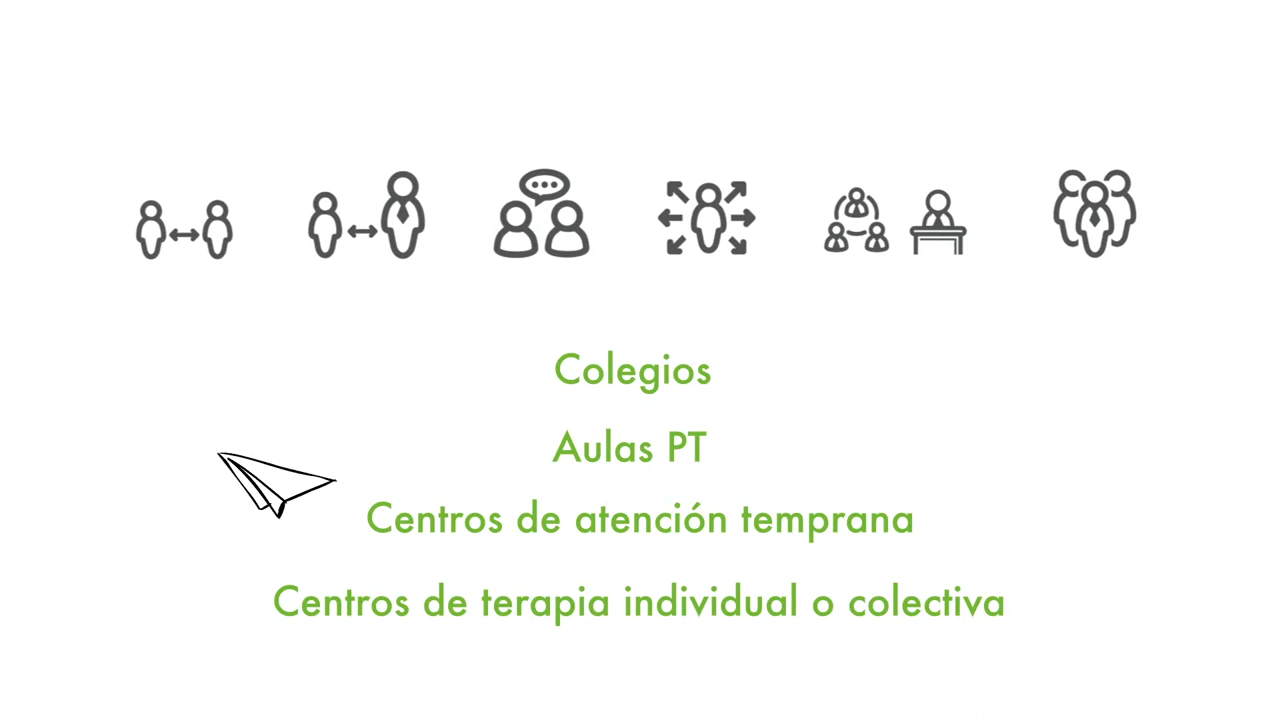 Colegios
Aulas PT
Centros de atención temprana
Centros de terapia individual o colectiva